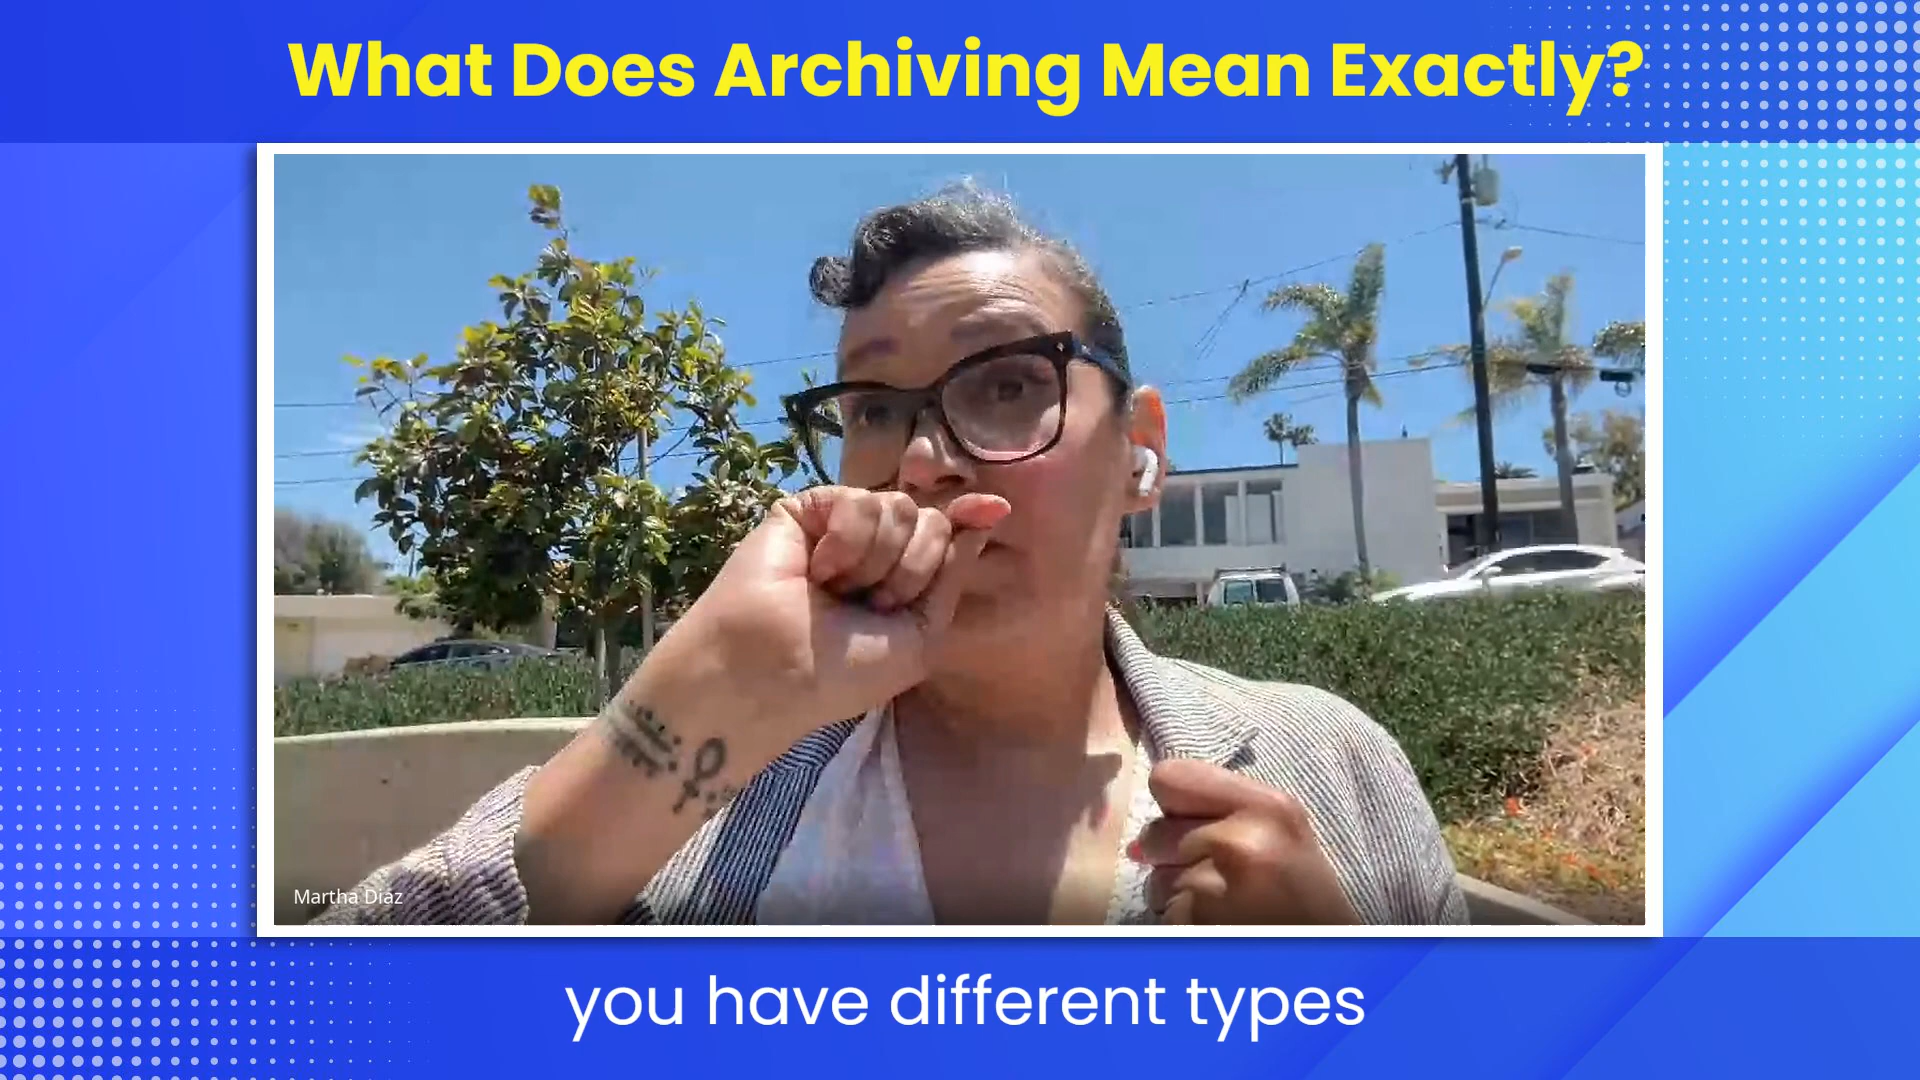 What Does Archiving Mean Exactly?
Martha Diaz
you have different types